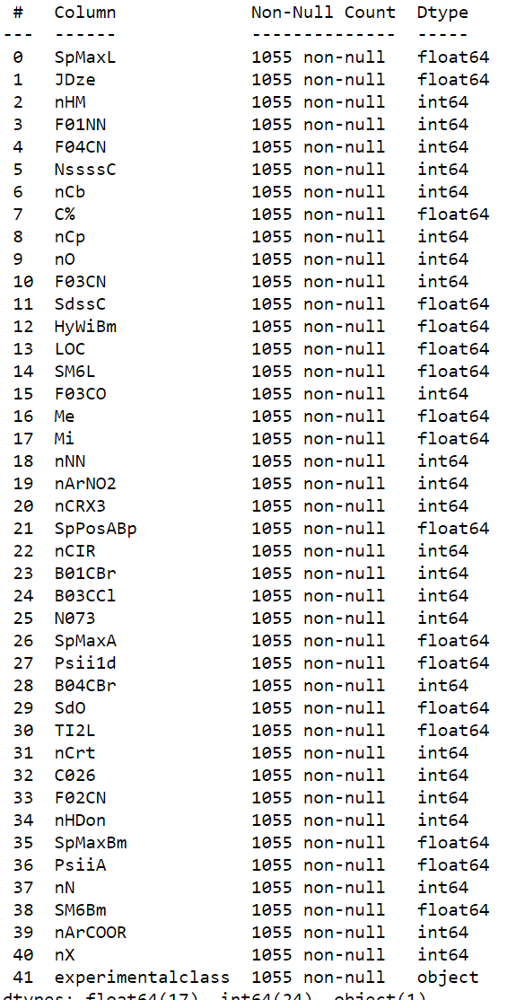 #   Column             Non-Null Count  Dtype
---  ------             --------------  -----
 0   SpMaxL             1055 non-null   float64
 1   JDze               1055 non-null   float64
 2   nHM                1055 non-null   int64
 3   F01NN              1055 non-null   int64
 4   F04CN              1055 non-null   int64
 5   NssssC             1055 non-null   int64
 6   nCb                1055 non-null   int64
 7   C%                 1055 non-null   float64
 8   nCp                1055 non-null   int64
 9   nO                 1055 non-null   int64
 10  F03CN              1055 non-null   int64
 11  SdssC              1055 non-null   float64
 12  HyWiBm             1055 non-null   float64
 13  LOC                1055 non-null   float64
 14  SM6L               1055 non-null   float64
 15  F03CO              1055 non-null   int64
 16  Me                 1055 non-null   float64
 17  Mi                 1055 non-null   float64
 18  nNN                1055 non-null   int64
 19  nArNO2             1055 non-null   int64
 20  nCRX3              1055 non-null   int64
 21  SpPosABp           1055 non-null   float64
 22  nCIR               1055 non-null   int64
 23  B01CBr             1055 non-null   int64
 24  B03CCl             1055 non-null   int64
 25  N073               1055 non-null   int64
 26  SpMaxA             1055 non-null   float64
 27  Psii1d             1055 non-null   float64
 28  B04CBr             1055 non-null   int64
 29  SdO                1055 non-null   float64
 30  TI2L               1055 non-null   float64
 31  nCrt               1055 non-null   int64
 32  C026               1055 non-null   int64
 33  F02CN              1055 non-null   int64
 34  nHDon              1055 non-null   int64
 35  SpMaxBm            1055 non-null   float64
 36  PsiiA              1055 non-null   float64
 37  nN                 1055 non-null   int64
 38  SM6Bm              1055 non-null   float64
 39  nArCOOR            1055 non-null   int64
 40  nX                 1055 non-null   int64
 41  experimentalclass  1055 non-null   object
dtypes: float64(17), int64(24), object(1)